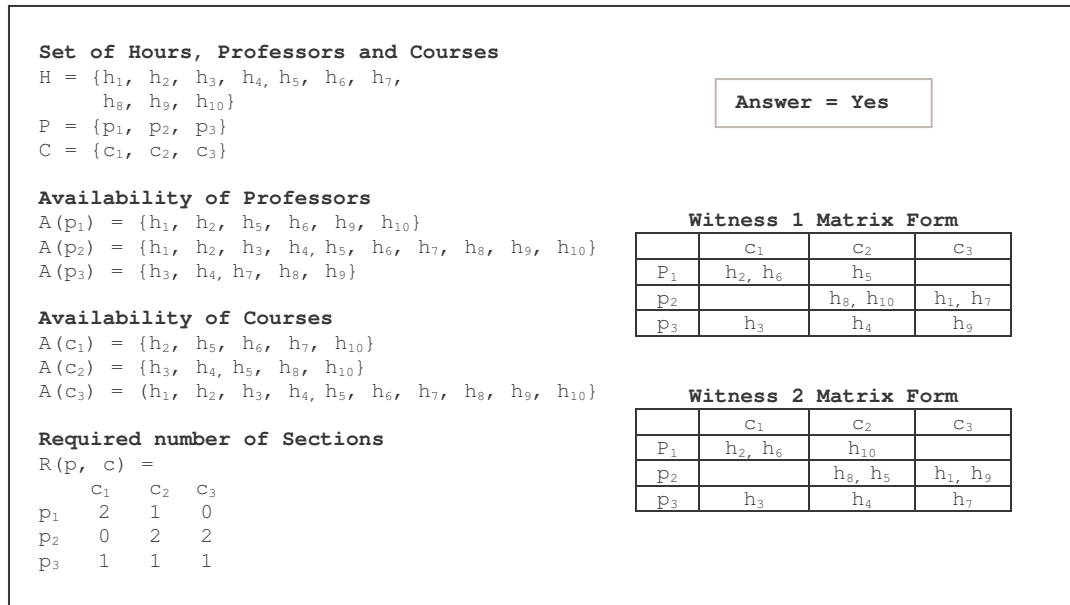 Set of Hours, Professors and Courses
H = {h₁, h₂, h₃, h₄, h₅, h₆, h₇,
h₈, h₉, h₁₀}
P = {p₁, p₂, p₃}
C = {c₁, c₂, c₃}
Answer = Yes
Availability of Professors
A(p₁) = {h₁, h₂, h₅, h₆, h₉, h₁₀}
A(p₂) = {h₁, h₂, h₃, h₄, h₅, h₆, h₇, h₈, h₉, h₁₀}
A(p₃) = {h₃, h₄, h₇, h₈, h₉}
Availability of Courses
A(c₁) = {h₂, h₅, h₆, h₇, h₁₀}
A(c₂) = {h₃, h₄, h₅, h₈, h₁₀}
A(c₃) = (h₁, h₂, h₃, h₄, h₅, h₆, h₇, h₈, h₉, h₁₀}
Required number of Sections
R(p, c) =
c₁ c₂ c₃
p₁ 2 1 0
p₂ 0 2 2
p₃ 1 1 1
Witness 1 Matrix Form
c₁ c₂ c₃
P₁ h₂, h₆ h₅
p₂ h₈, h₁₀ h₁, h₇
p₃ h₃ h₄ h₉
Witness 2 Matrix Form
c₁ c₂ c₃
P₁ h₂, h₆ h₁₀
p₂ h₈, h₅ h₁, h₉
p₃ h₃ h₄ h₇